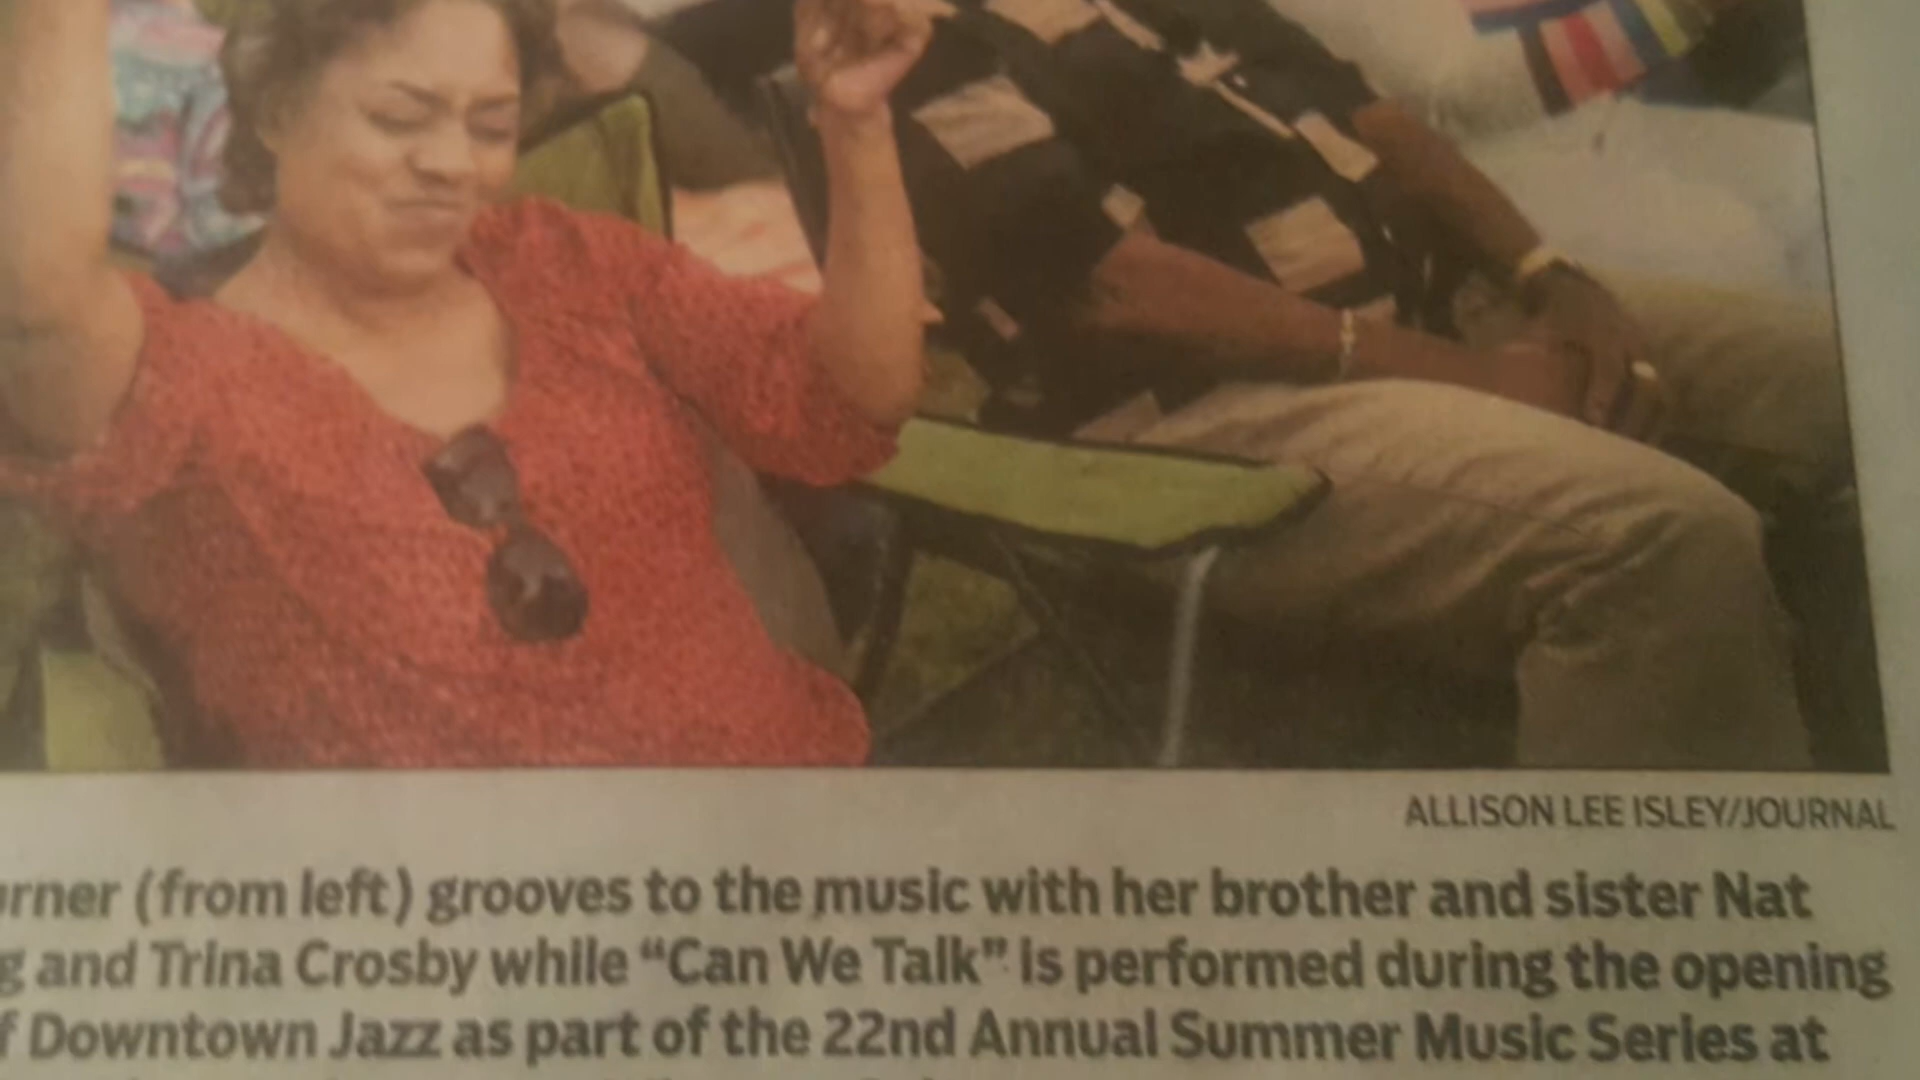 ALLISON LEE ISLEY/JOURNAL
(from left) grooves to the music with her brother and sister Nat
and Trina Crosby while “Can We Talk” is performed during the opening
Downtown Jazz as part of the 22nd Annual Summer Music Series at